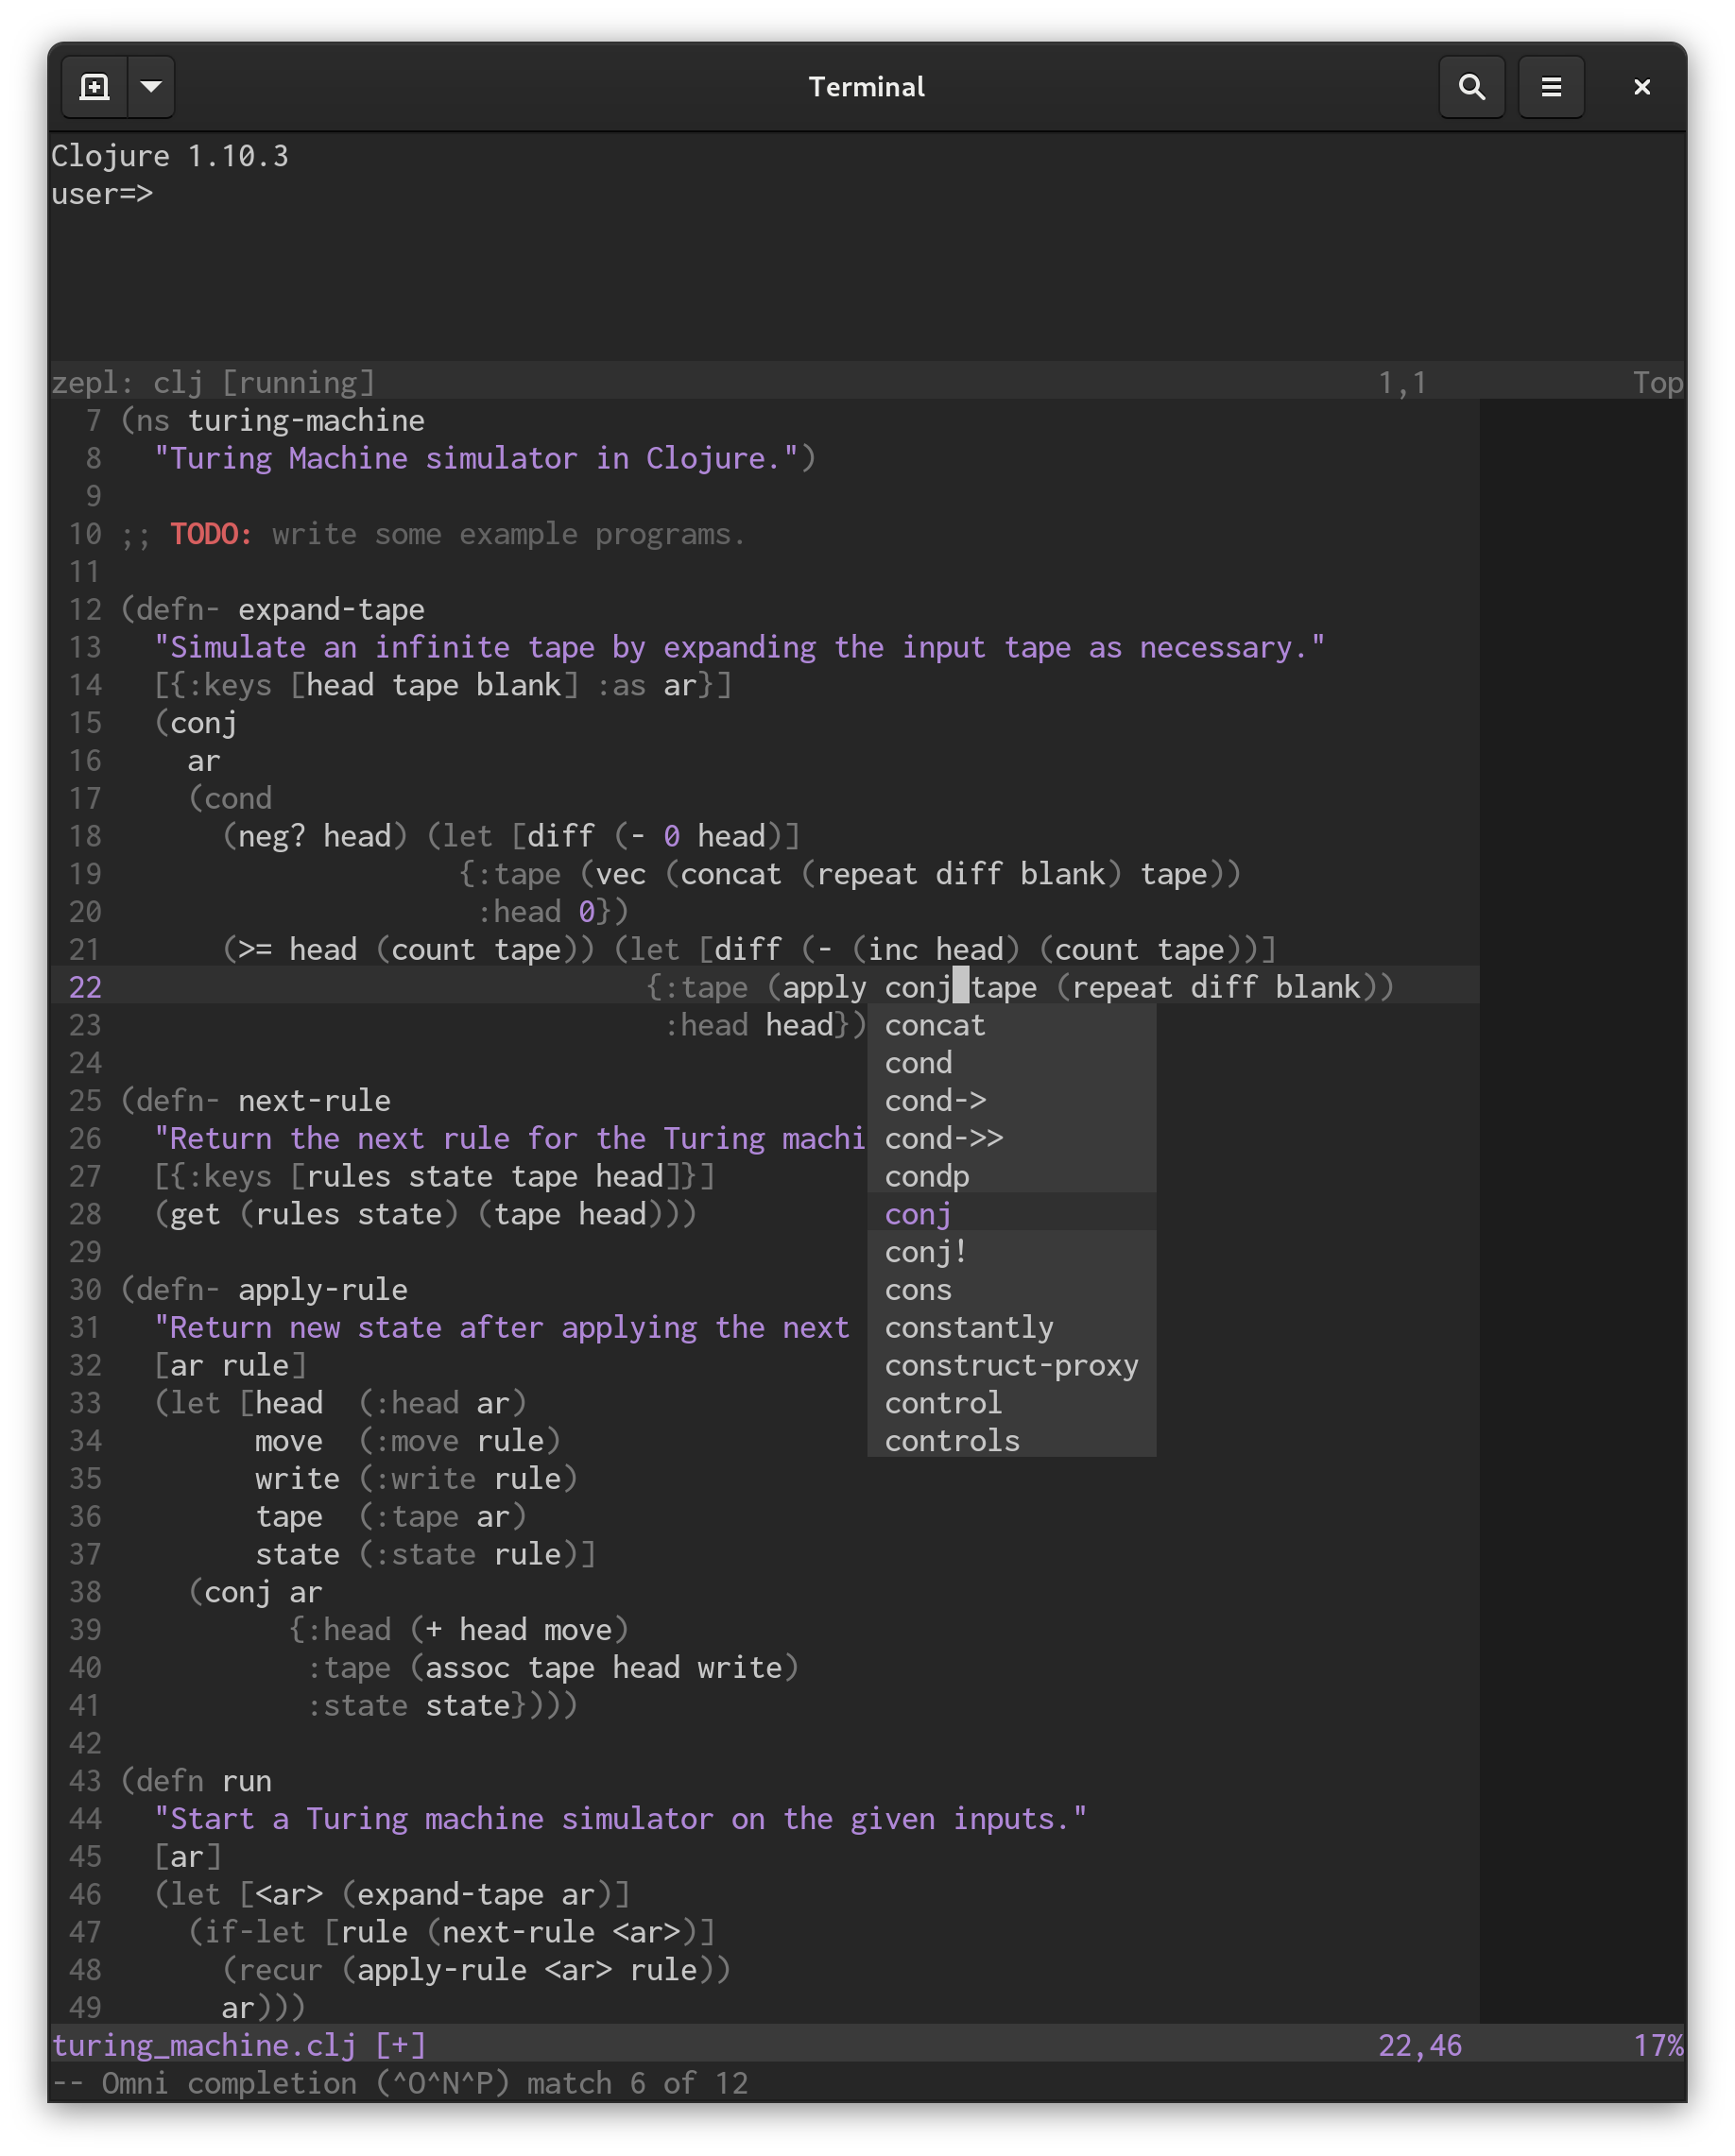 Terminal
Clojure 1.10.3
user=>
zepl: clj [running] 1,1 Top
7 (ns turing-machine
8   "Turing Machine simulator in Clojure.")
9
10 ;; TODO: write some example programs.
11
12 (defn- expand-tape
13   "Simulate an infinite tape by expanding the input tape as necessary."
14   [{:keys [head tape blank] :as ar}]
15   (conj
16     ar
17     (cond
18       (neg? head) (let [diff (- 0 head)]
19                     {:tape (vec (concat (repeat diff blank) tape))
20                      :head 0})
21       (>= head (count tape)) (let [diff (- (inc head) (count tape))]
22                                {:tape (apply conj tape (repeat diff blank))
23                                 :head head}) concat
24 cond
25 (defn- next-rule cond->
26   "Return the next rule for the Turing machi cond->>
27   [{:keys [rules state tape head]}] condp
28   (get (rules state) (tape head))) conj
29 conj!
30 (defn- apply-rule cons
31   "Return new state after applying the next constantly
32   [ar rule] construct-proxy
33   (let [head  (:head ar) control
34         move  (:move rule) controls
35         write (:write rule)
36         tape  (:tape ar)
37         state (:state rule)]
38     (conj ar
39           {:head (+ head move)
40            :tape (assoc tape head write)
41            :state state})))
42
43 (defn run
44   "Start a Turing machine simulator on the given inputs."
45   [ar]
46   (let [<ar> (expand-tape ar)]
47     (if-let [rule (next-rule <ar>)]
48       (recur (apply-rule <ar> rule))
49       ar)))
turing_machine.clj [+] 22,46 17%
-- Omni completion (^O^N^P) match 6 of 12